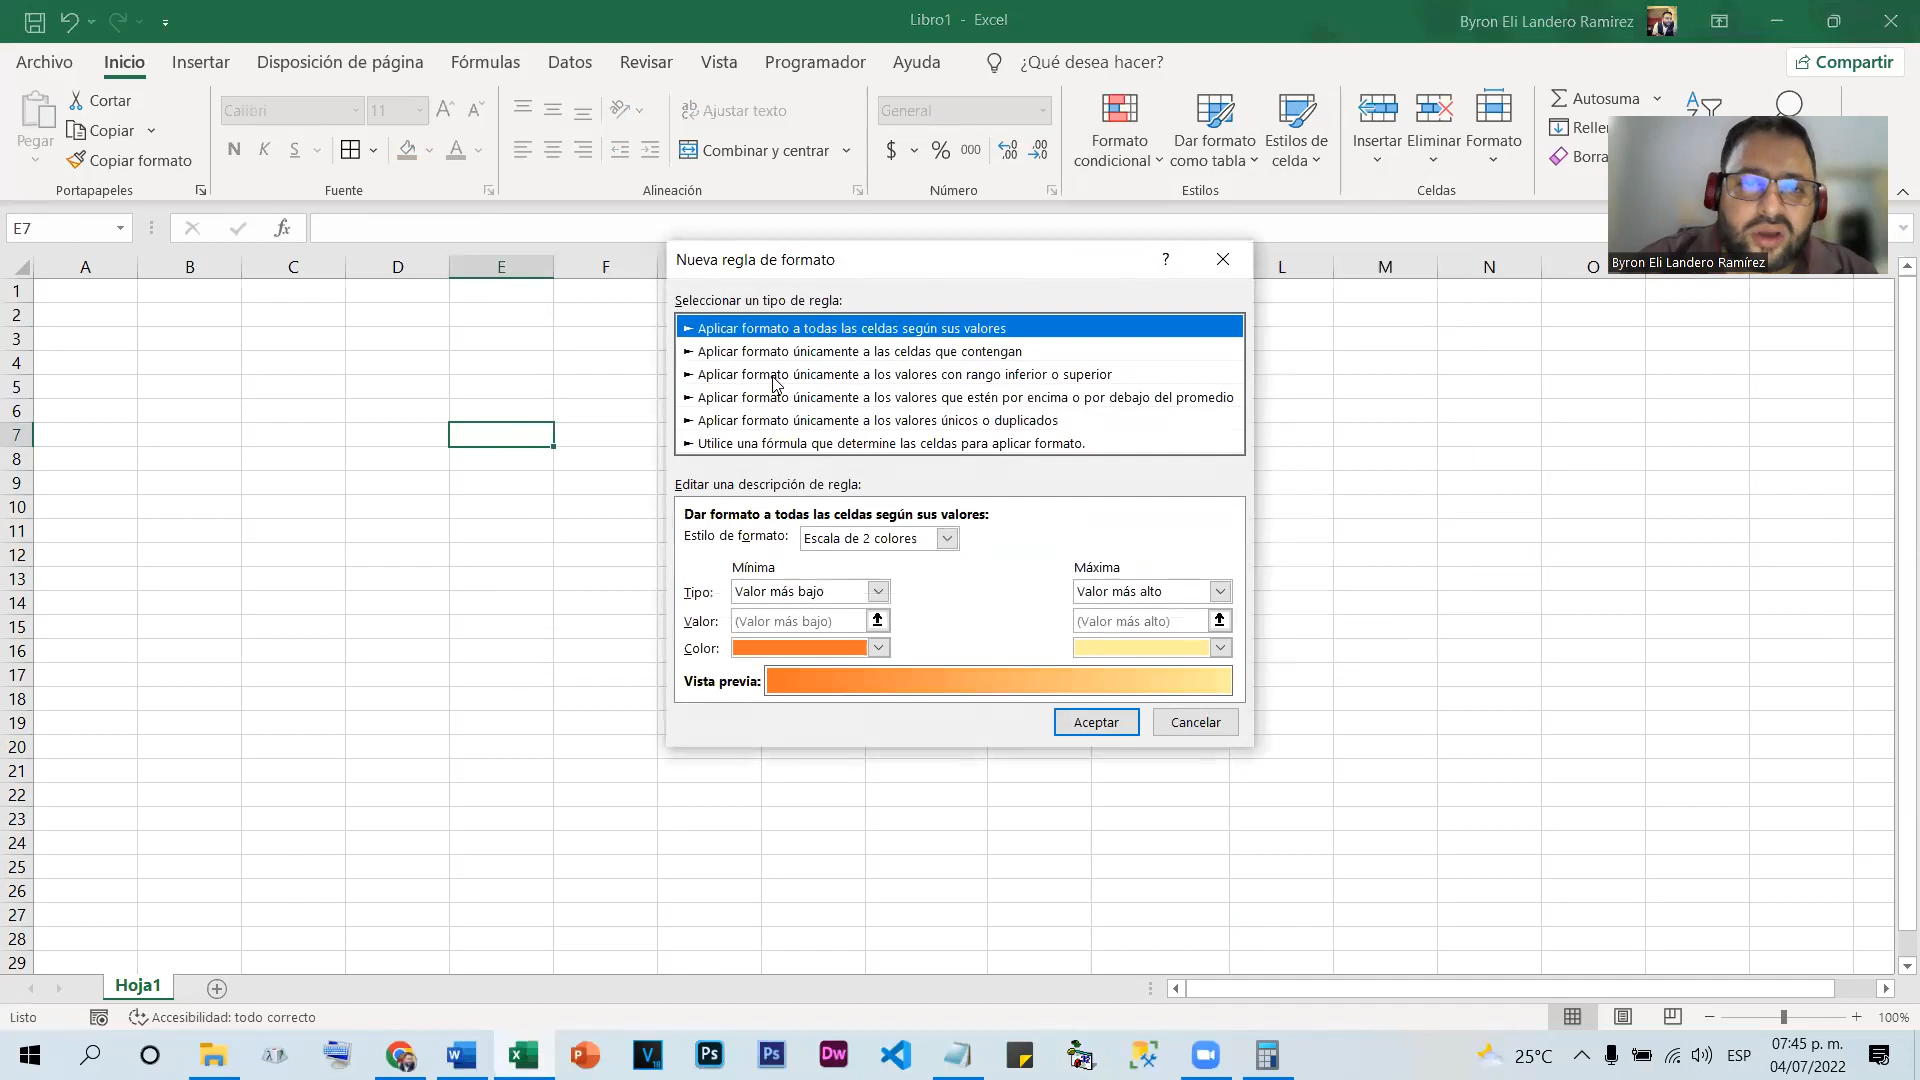 Libro1 - Excel
Byron Eli Landero Ramirez
Archivo Inicio Insertar Disposición de página Fórmulas Datos Revisar Vista Programador Ayuda ¿Qué desea hacer? Compartir
Pegar
Cortar
Copiar
Copiar formato
Portapapeles
Calibri 11
N K S
Fuente
Ajustar texto
Combinar y centrar
Alineación
General
$ % 000
Número
Formato condicional
Dar formato como tabla
Estilos de celda
Estilos
Insertar Eliminar Formato
Celdas
Autosuma
Relle
Borra
Byron Eli Landero Ramírez
E7
fx
A B C D E F L M N O
1
2
3
4
5
6
7
8
9
10
11
12
13
14
15
16
17
18
19
20
21
22
23
24
25
26
27
28
29
Nueva regla de formato ?
Seleccionar un tipo de regla:
► Aplicar formato a todas las celdas según sus valores
► Aplicar formato únicamente a las celdas que contengan
► Aplicar formato únicamente a los valores con rango inferior o superior
► Aplicar formato únicamente a los valores que estén por encima o por debajo del promedio
► Aplicar formato únicamente a los valores únicos o duplicados
► Utilice una fórmula que determine las celdas para aplicar formato.
Editar una descripción de regla:
Dar formato a todas las celdas según sus valores:
Estilo de formato: Escala de 2 colores
Mínima Máxima
Tipo: Valor más bajo Valor más alto
Valor: (Valor más bajo) (Valor más alto)
Color:
Vista previa:
Aceptar Cancelar
Hoja1
Listo Accesibilidad: todo correcto 100%
25°C ESP 07:45 p. m.
04/07/2022